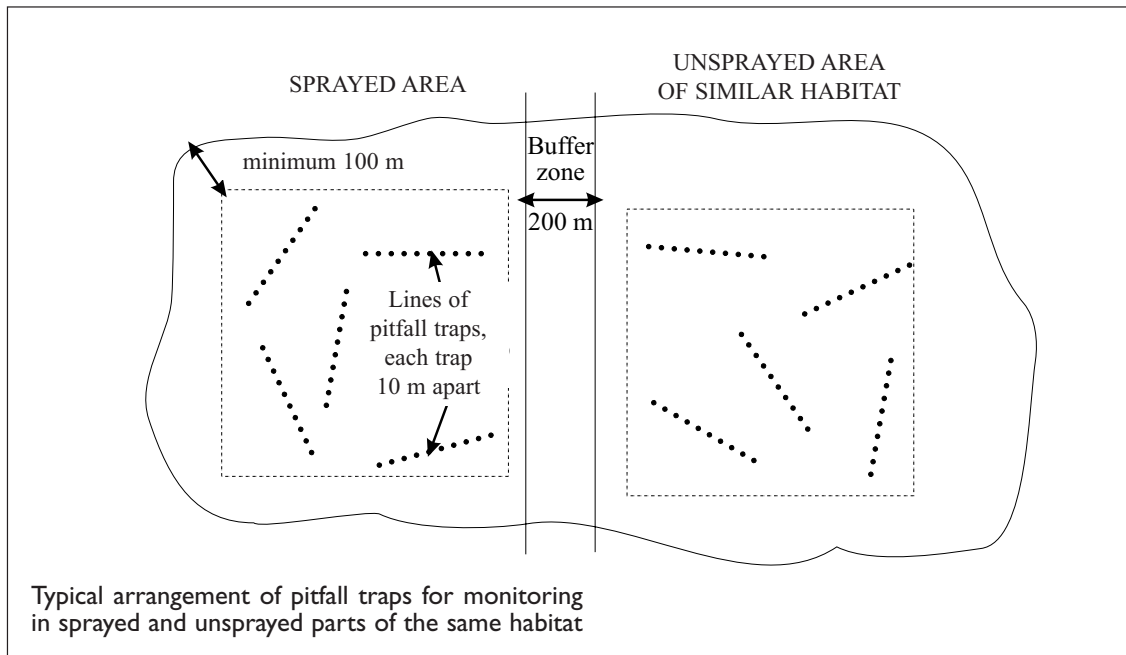 SPRAYED AREA
UNSPRAYED AREA
OF SIMILAR HABITAT
minimum 100 m
Buffer
zone
200 m
Lines of
pitfall traps,
each trap
10 m apart
Typical arrangement of pitfall traps for monitoring
in sprayed and unsprayed parts of the same habitat